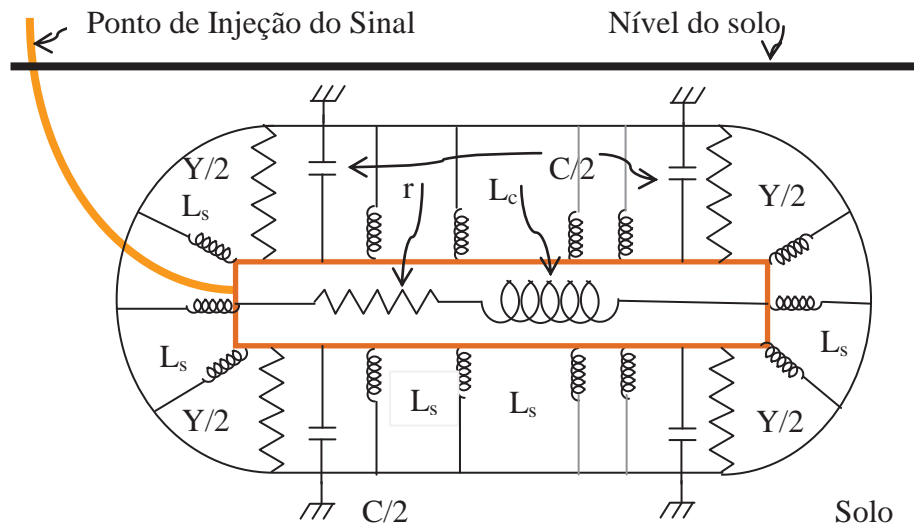 Ponto de Injeção do Sinal
Nível do solo
Y/2
C/2
Y/2
Ls
r
Lc
Ls
Ls
Ls
Ls
Y/2
Y/2
C/2
Solo